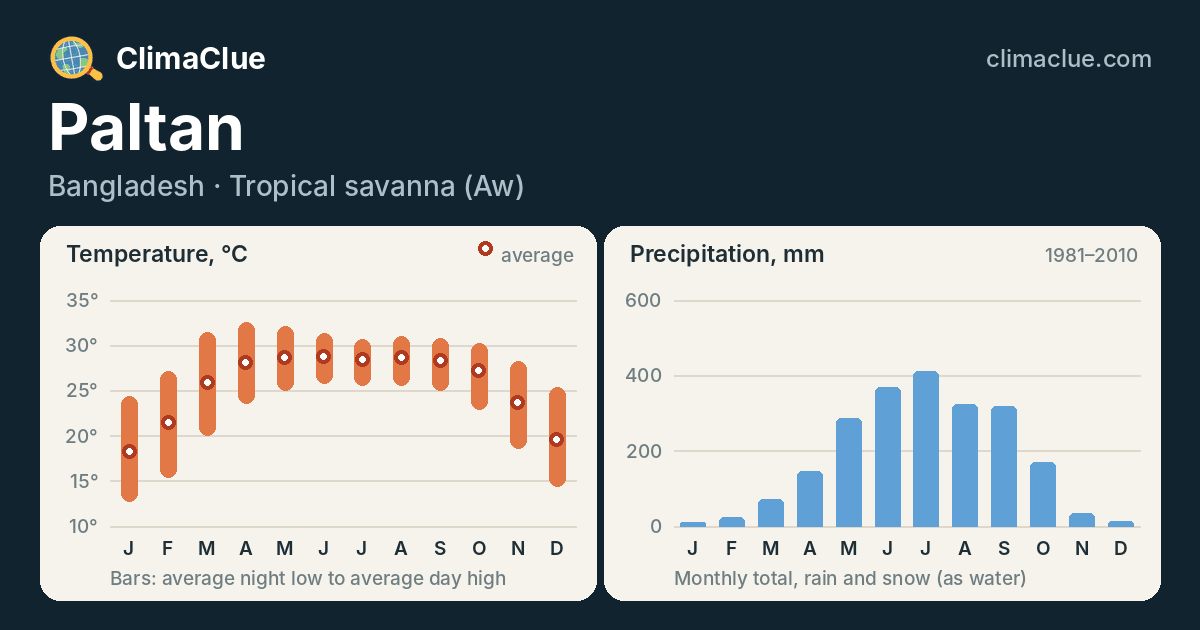 ClimaClue
climaclue.com
Paltan
Bangladesh · Tropical savanna (Aw)
Temperature, °C
average
35°
30°
25°
20°
15°
10°
J F M A M J J A S O N D
Bars: average night low to average day high
Precipitation, mm
1981–2010
600
400
200
0
J F M A M J J A S O N D
Monthly total, rain and snow (as water)